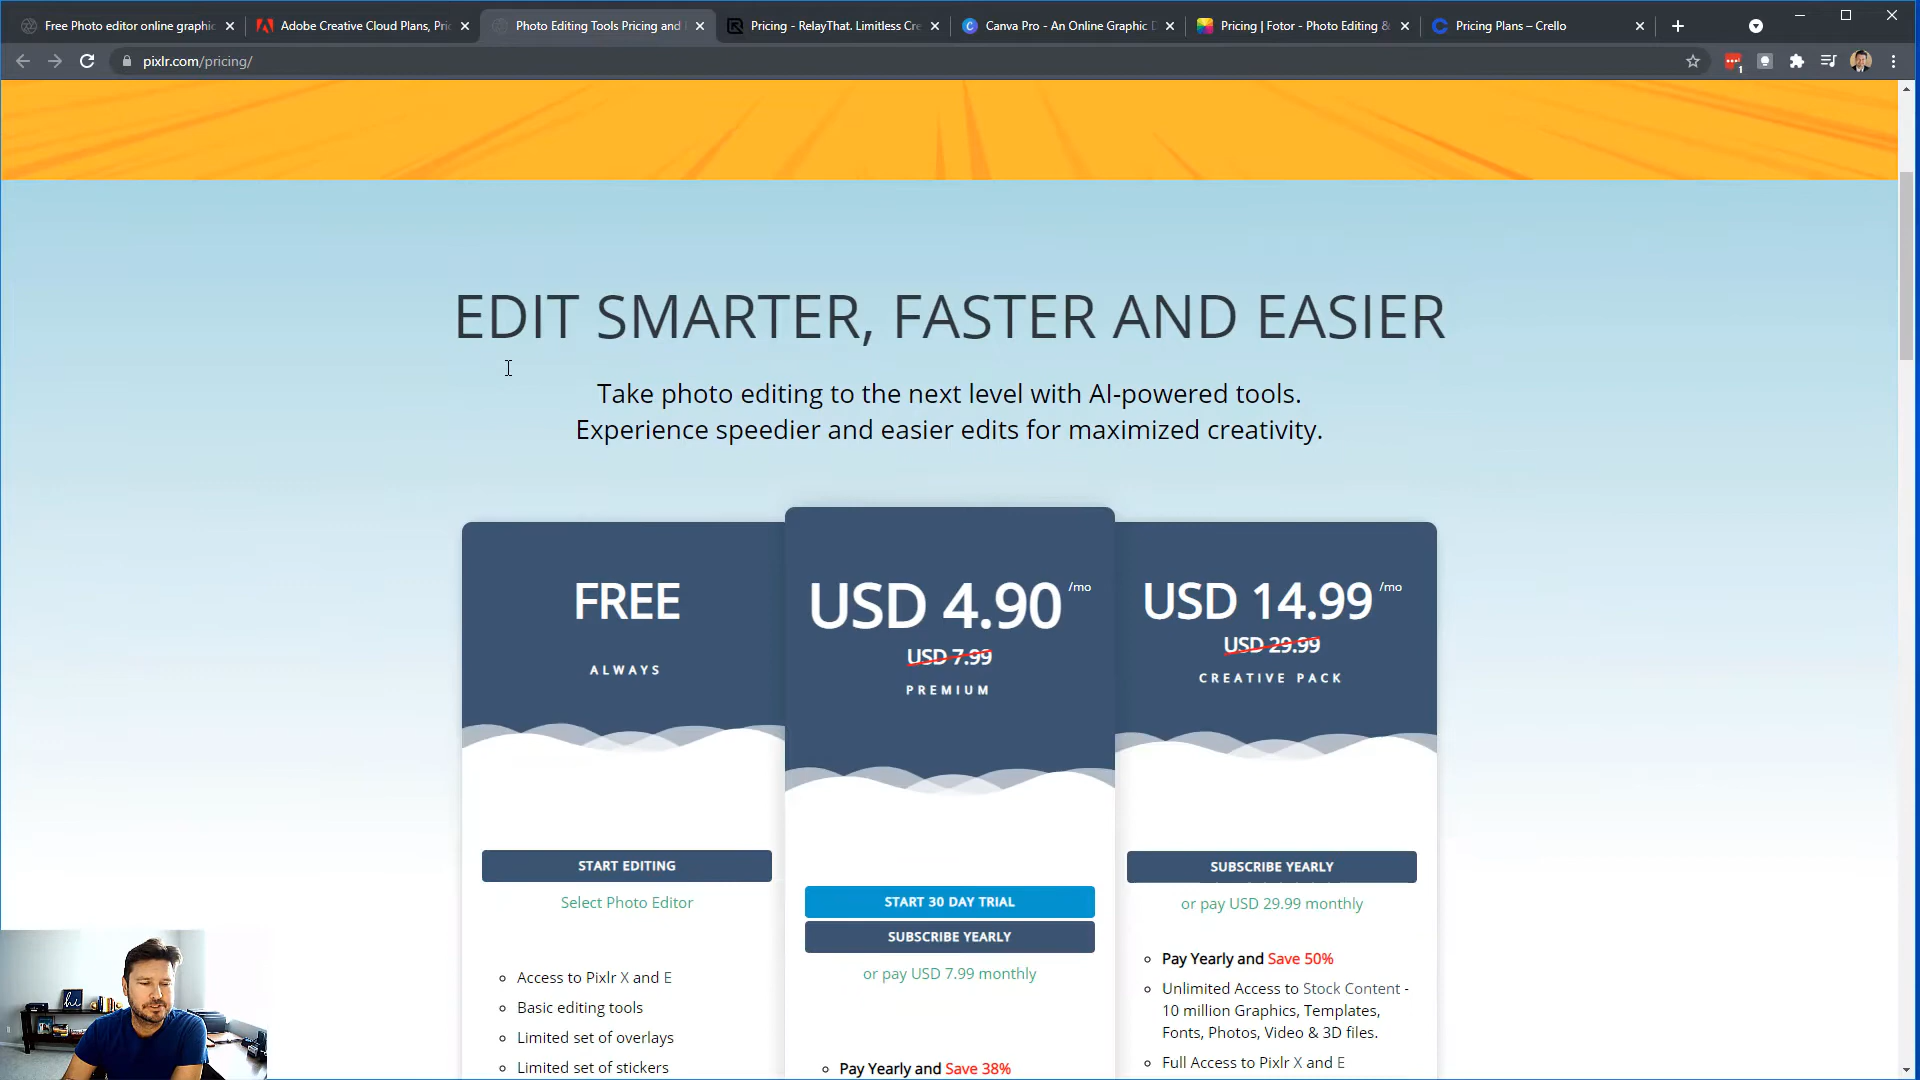 Free Photo editor online graphic
Adobe Creative Cloud Plans, Pric
Photo Editing Tools Pricing and
Pricing - RelayThat. Limitless Cre
Canva Pro - An Online Graphic D
Pricing | Fotor - Photo Editing &
Pricing Plans – Crello
pixlr.com/pricing/
1
EDIT SMARTER, FASTER AND EASIER
Take photo editing to the next level with AI-powered tools.
Experience speedier and easier edits for maximized creativity.
FREE
ALWAYS
START EDITING
Select Photo Editor
Access to Pixlr X and E
Basic editing tools
Limited set of overlays
Limited set of stickers
USD 4.90 /mo
USD 7.99
PREMIUM
START 30 DAY TRIAL
SUBSCRIBE YEARLY
or pay USD 7.99 monthly
Pay Yearly and Save 38%
USD 14.99 /mo
USD 29.99
CREATIVE PACK
SUBSCRIBE YEARLY
or pay USD 29.99 monthly
Pay Yearly and Save 50%
Unlimited Access to Stock Content -
10 million Graphics, Templates,
Fonts, Photos, Video & 3D files.
Full Access to Pixlr X and E
hi